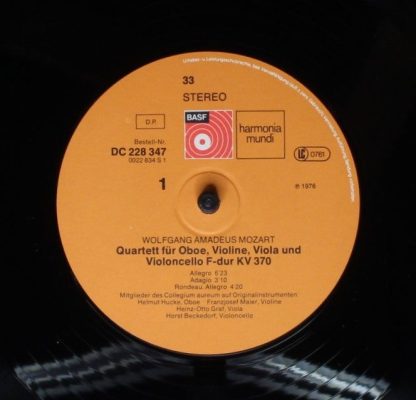 Urheber- u. Leistungsschutzrechte, bes.
33
STEREO
D.P.
BASF
harmonia
mundi
LC 0761
Bestell-Nr.
DC 228 347
0022 834 S 1
1
℗ 1976
WOLFGANG AMADEUS MOZART
Quartett für Oboe, Violine, Viola und
Violoncello F-dur KV 370
Allegro 6'23
Adagio 3'10
Rondeau. Allegro 4'20
Mitglieder des Collegium aureum auf Originalinstrumenten:
Helmut Hucke, Oboe Franzjosef Maier, Violine
Heinz-Otto Graf, Viola
Horst Beckedorf, Violoncello